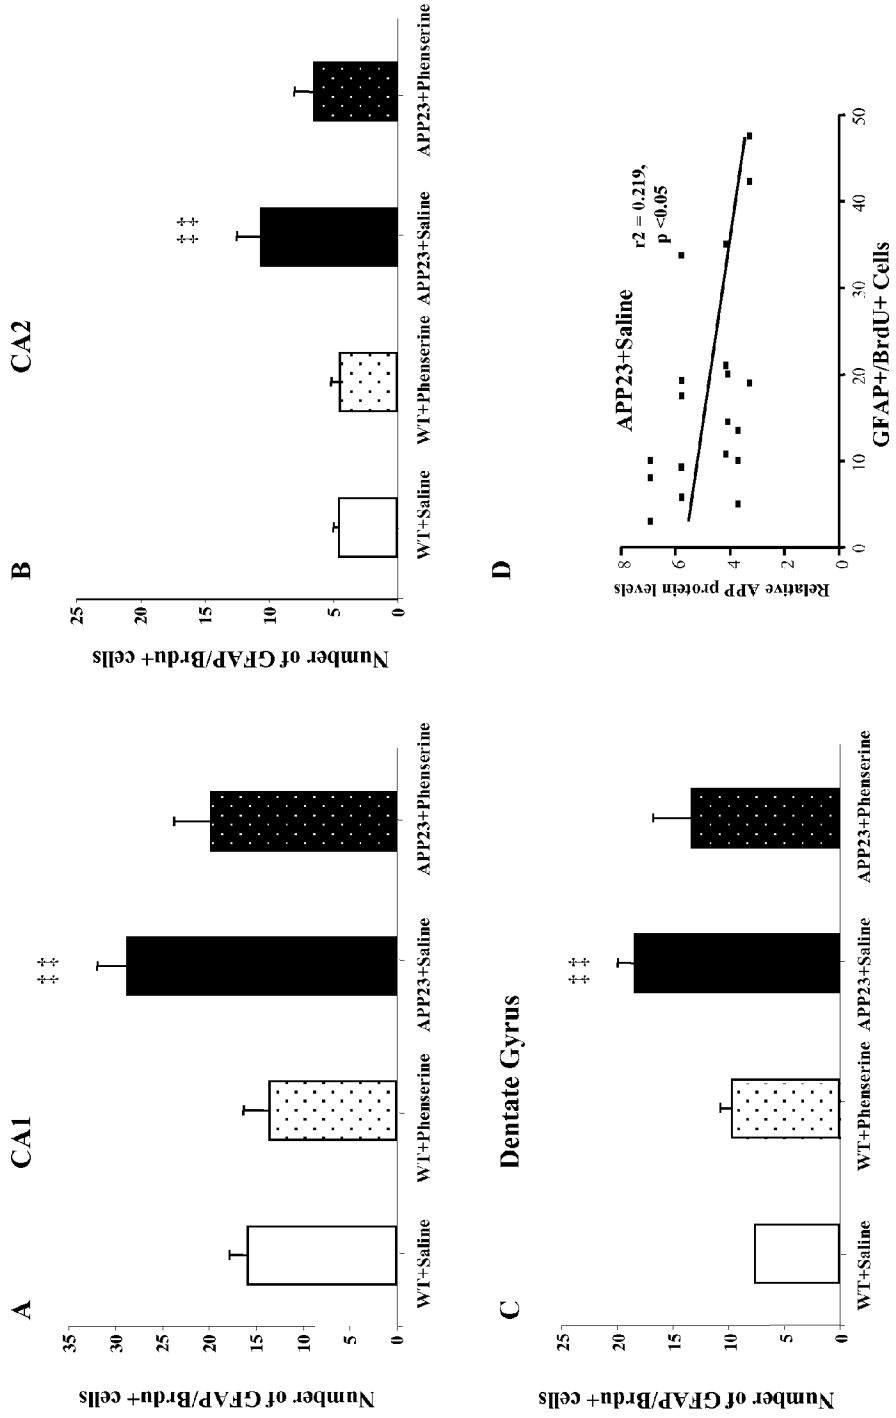 A
CA1
Number of GFAP/Brdu+ cells
35
30
25
20
15
10
5
0
WT+Saline
WT+Phenserine
APP23+Saline
APP23+Phenserine
‡‡
B
CA2
Number of GFAP/Brdu+ cells
25
20
15
10
5
0
WT+Saline
WT+Phenserine
APP23+Saline
APP23+Phenserine
‡‡
C
Dentate Gyrus
Number of GFAP/Brdu+ cells
25
20
15
10
5
0
WT+Saline
WT+Phenserine
APP23+Saline
APP23+Phenserine
‡‡
D
APP23+Saline
r2 = 0.219,
p <0.05
Relative APP protein levels
8
6
4
2
0
0
10
20
30
40
50
GFAP+/BrdU+ Cells